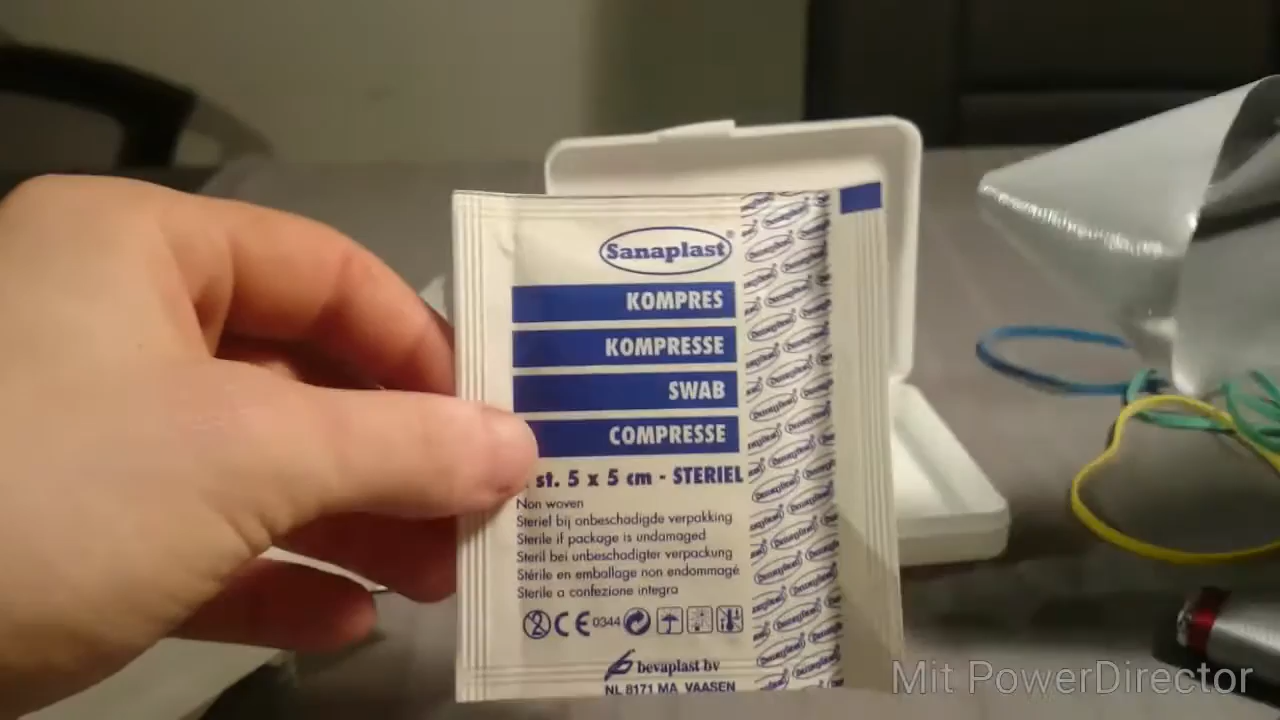 Sanaplast®
KOMPRES
KOMPRESSE
SWAB
COMPRESSE
st. 5 x 5 cm - STERIEL
Non woven
Steriel bij onbeschadigde verpakking
Sterile if package is undamaged
Steril bei unbeschadigter verpackung
Stérile en emballage non endommagé
Sterile a confezione integra
2 CE 0344
bevaplast bv
NL 8171 MA VAASEN
Mit PowerDirector